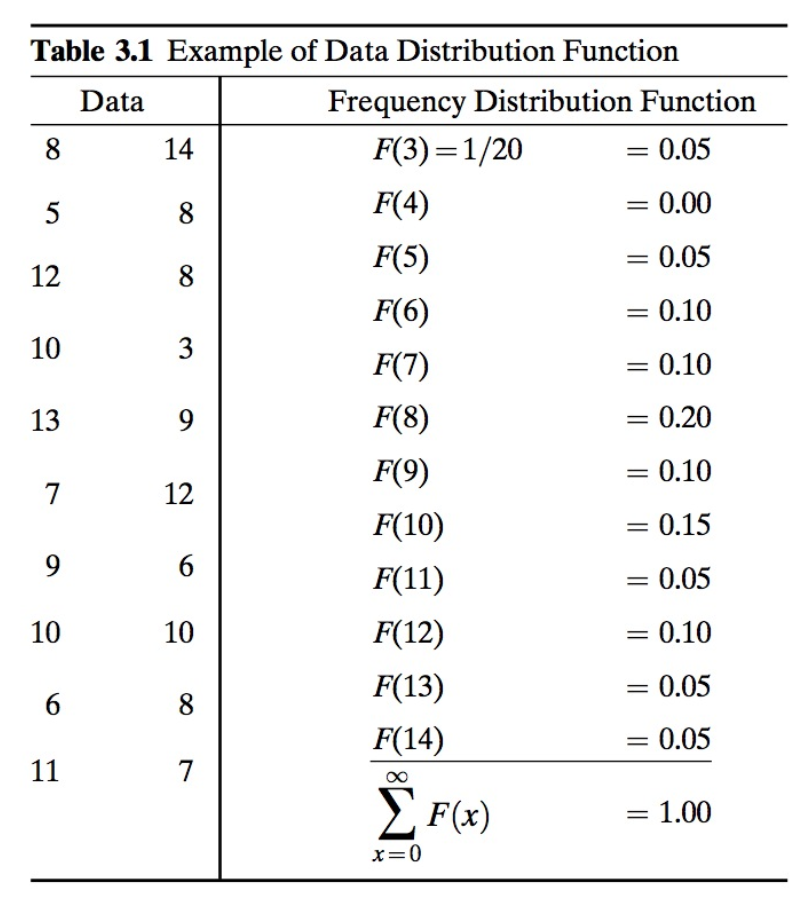 Table 3.1 Example of Data Distribution Function
Data Frequency Distribution Function
8 14 F(3) = 1/20 = 0.05
5 8 F(4) = 0.00
12 8 F(5) = 0.05
F(6) = 0.10
10 3 F(7) = 0.10
13 9 F(8) = 0.20
7 12 F(9) = 0.10
F(10) = 0.15
9 6 F(11) = 0.05
10 10 F(12) = 0.10
6 8 F(13) = 0.05
F(14) = 0.05
11 7
∞
∑ F(x) = 1.00
x=0